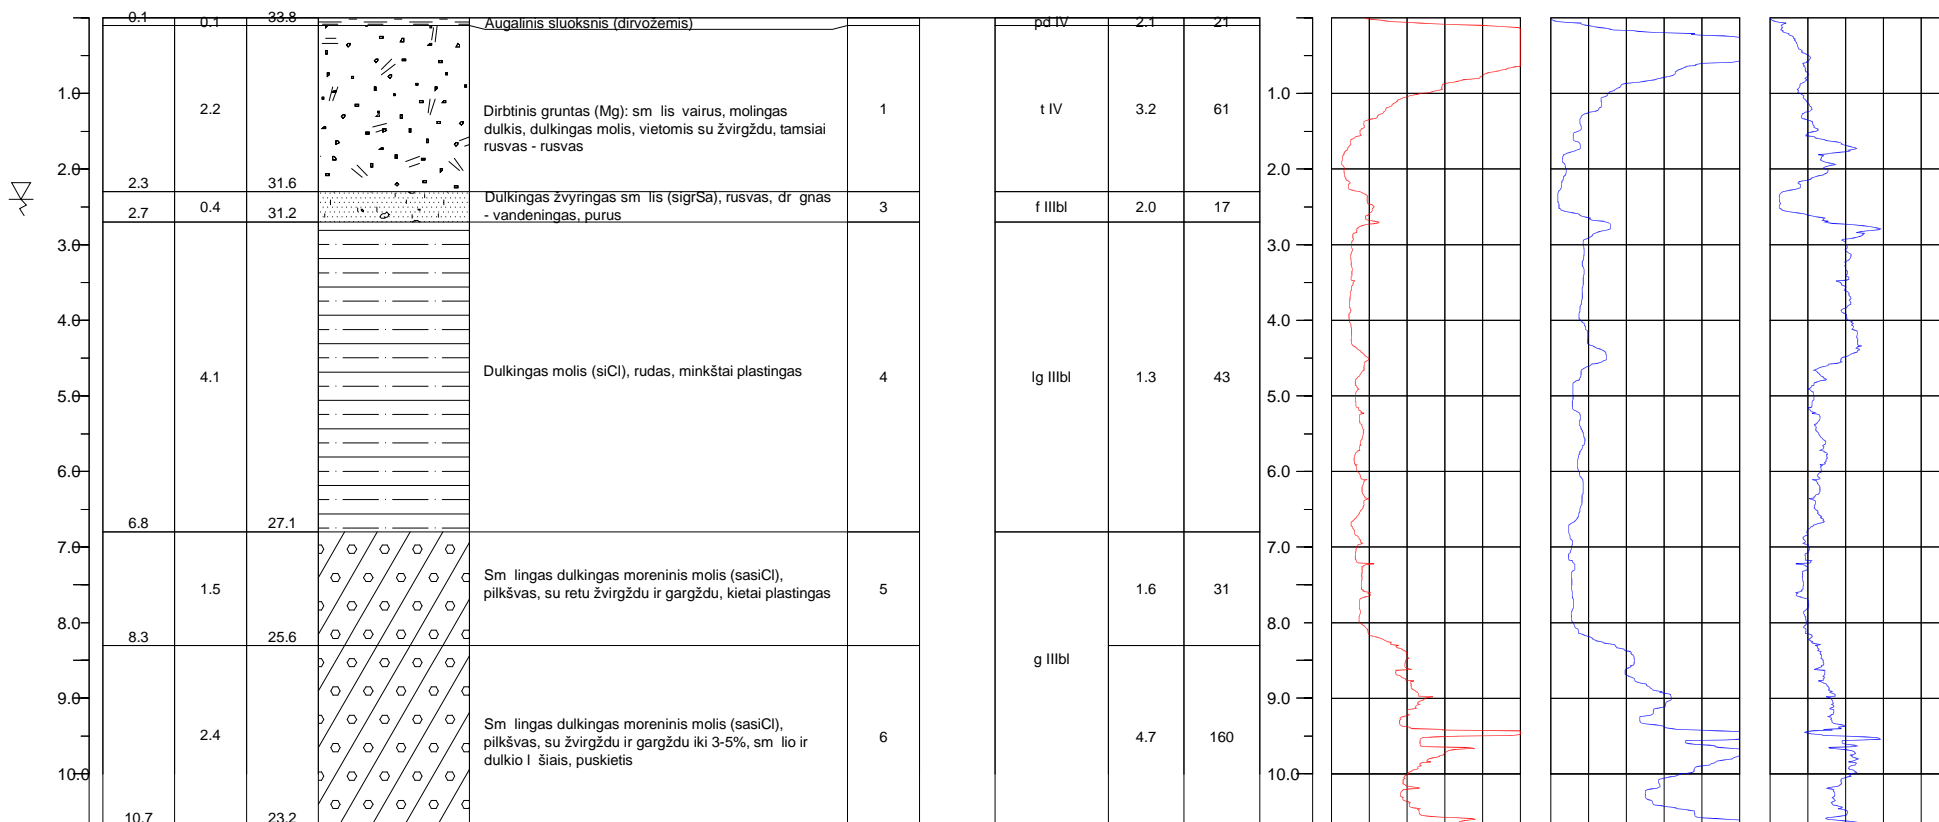 0.1 0.1 33.8 Augalinis sluoksnis (dirvožemis) pd IV 2.1 21
1.0 1.0
2.2 Dirbtinis gruntas (Mg): sm lis vairus, molingas 1 t IV 3.2 61
dulkis, dulkingas molis, vietomis su žvirgždu, tamsiai
rusvas - rusvas
2.0 2.0
2.3 31.6
Dulkingas žvyringas sm lis (sigrSa), rusvas, dr gnas
2.7 0.4 31.2 3 f IIIbl 2.0 17
- vandeningas, purus
3.0 3.0
4.0 4.0
4.1 Dulkingas molis (siCl), rudas, minkštai plastingas 4 lg IIIbl 1.3 43
5.0 5.0
6.0 6.0
6.8 27.1
7.0 7.0
Sm lingas dulkingas moreninis molis (sasiCl),
1.5 5 1.6 31
pilkšvas, su retu žvirgždu ir gargždu, kietai plastingas
8.0 8.0
8.3 25.6
g IIIbl
9.0 9.0
Sm lingas dulkingas moreninis molis (sasiCl),
2.4 6 4.7 160
pilkšvas, su žvirgždu ir gargždu iki 3-5%, sm lio ir
dulkio l šiais, puskietis
10.0 10.0
10.7 23.2